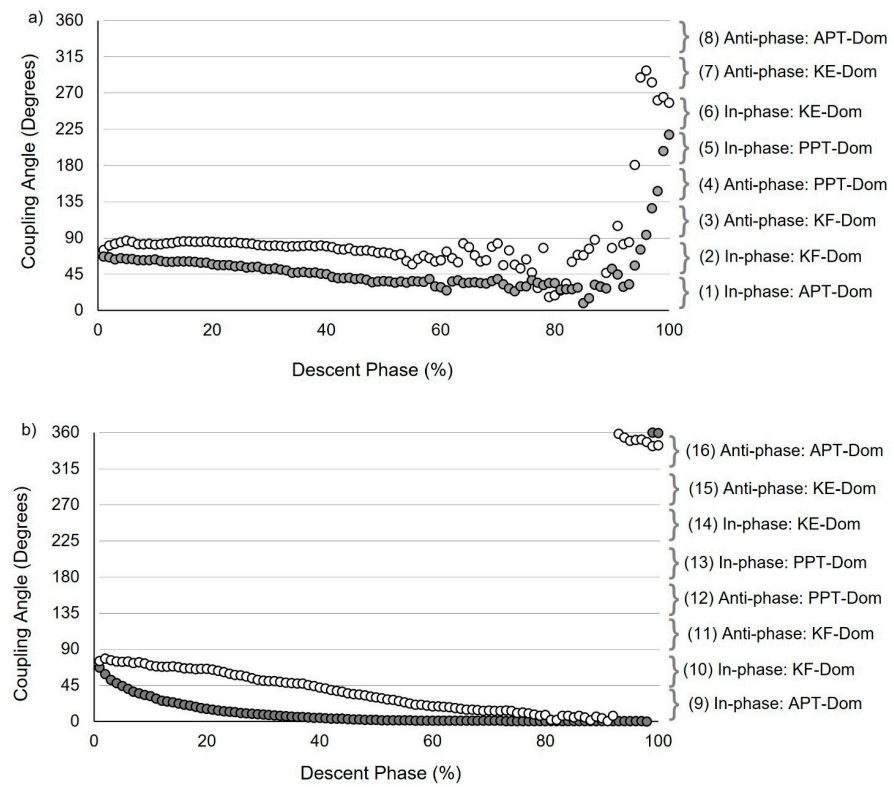 a)
360
315
270
225
180
135
90
45
0
Coupling Angle (Degrees)
(8) Anti-phase: APT-Dom
(7) Anti-phase: KE-Dom
(6) In-phase: KE-Dom
(5) In-phase: PPT-Dom
(4) Anti-phase: PPT-Dom
(3) Anti-phase: KF-Dom
(2) In-phase: KF-Dom
(1) In-phase: APT-Dom
0 20 40 60 80 100
Descent Phase (%)
b)
360
315
270
225
180
135
90
45
0
Coupling Angle (Degrees)
(16) Anti-phase: APT-Dom
(15) Anti-phase: KE-Dom
(14) In-phase: KE-Dom
(13) In-phase: PPT-Dom
(12) Anti-phase: PPT-Dom
(11) Anti-phase: KF-Dom
(10) In-phase: KF-Dom
(9) In-phase: APT-Dom
0 20 40 60 80 100
Descent Phase (%)